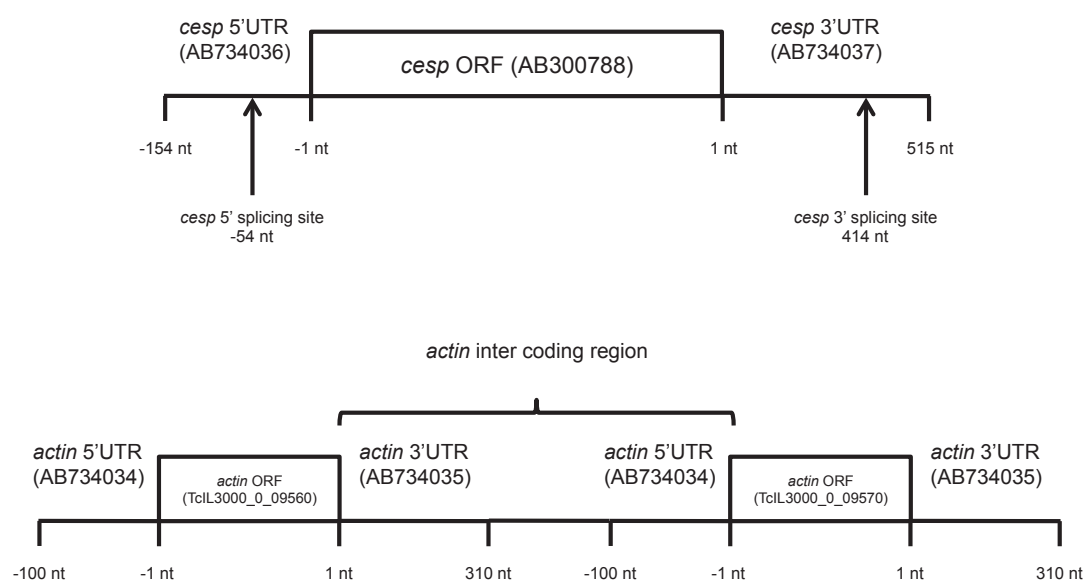 cesp 5’UTR
(AB734036)
cesp ORF (AB300788)
cesp 3’UTR
(AB734037)
-154 nt
-1 nt
1 nt
515 nt
cesp 5’ splicing site
-54 nt
cesp 3’ splicing site
414 nt
actin inter coding region
actin 5’UTR
(AB734034)
actin ORF
(TcIL3000_0_09560)
actin 3’UTR
(AB734035)
actin 5’UTR
(AB734034)
actin ORF
(TcIL3000_0_09570)
actin 3’UTR
(AB734035)
-100 nt
-1 nt
1 nt
310 nt
-100 nt
-1 nt
1 nt
310 nt